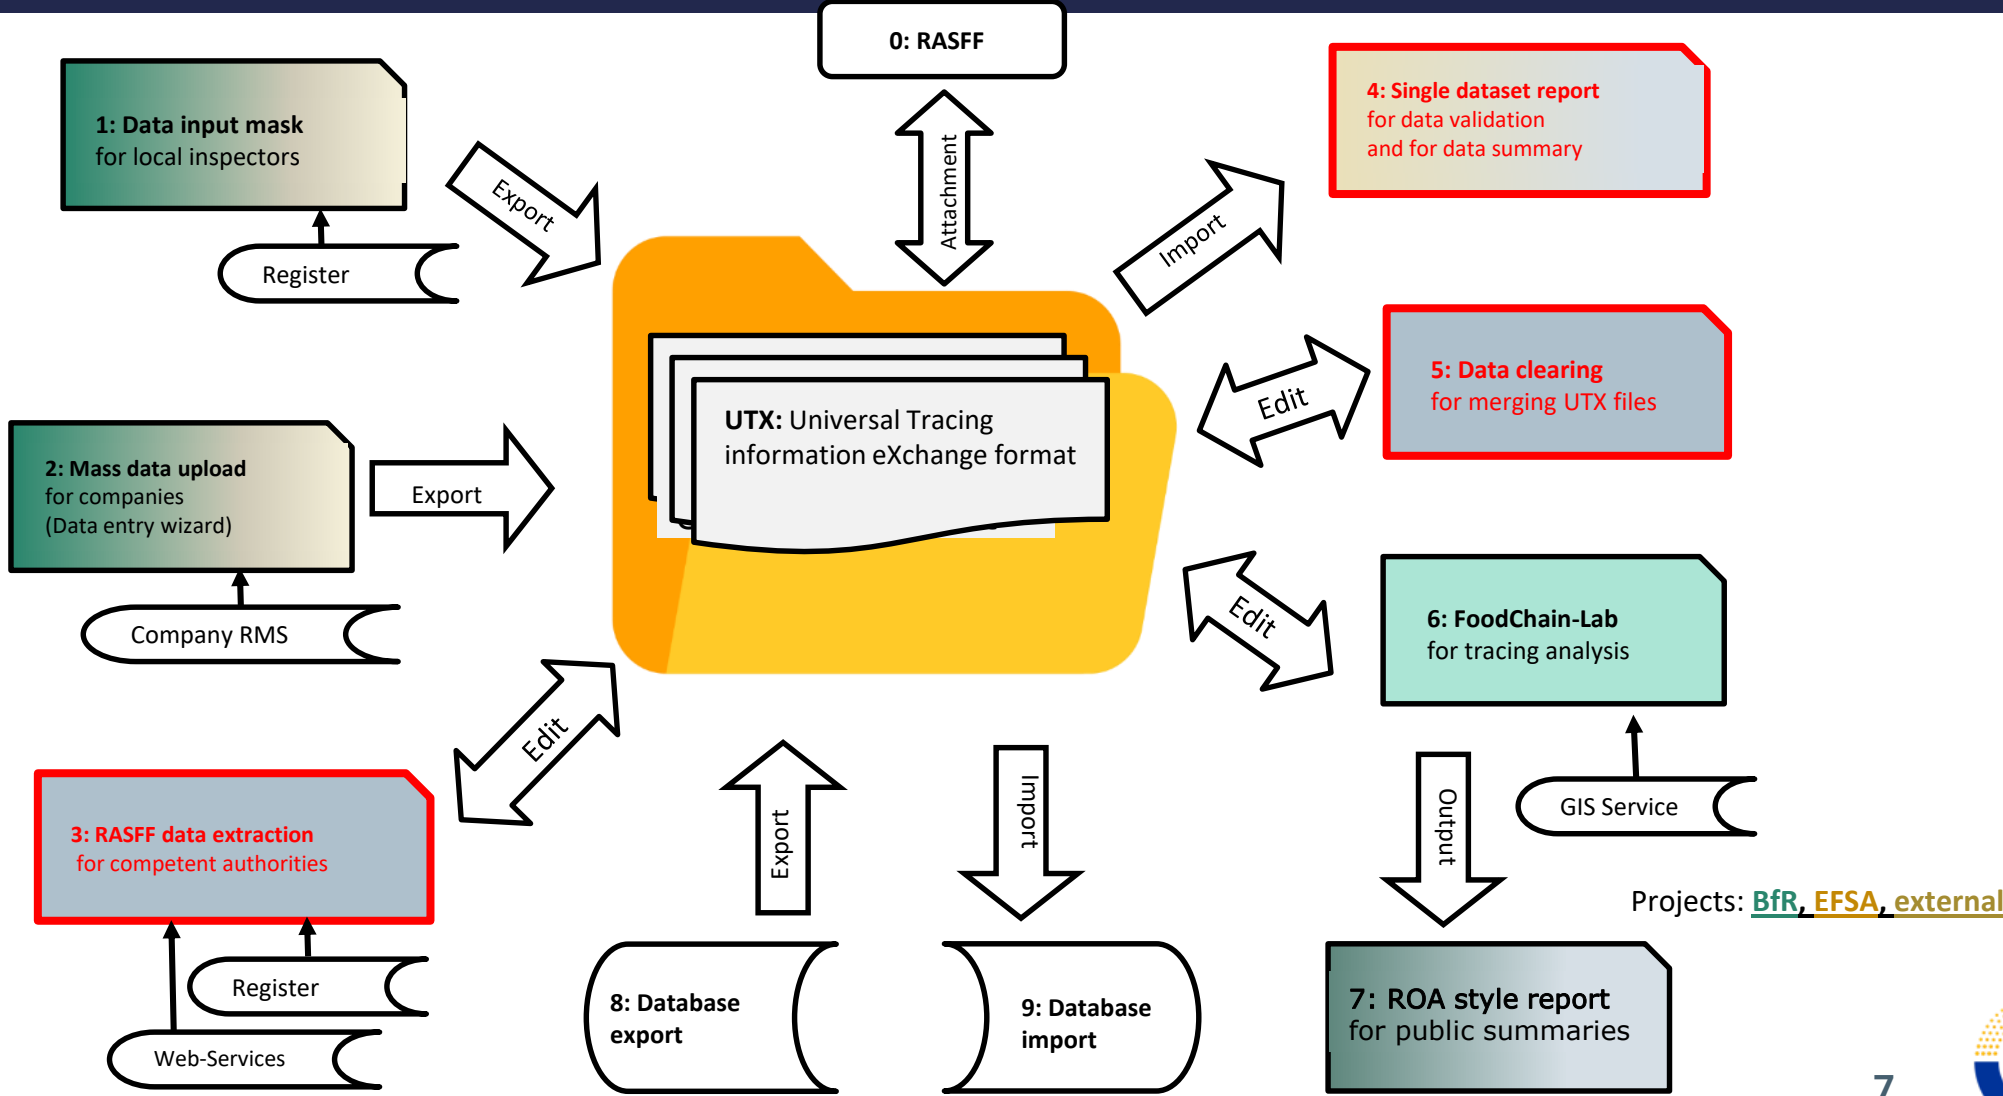 0: RASFF
1: Data input mask
for local inspectors
Export
Register
Attachment
4: Single dataset report
for data validation
and for data summary
Import
UTX: Universal Tracing
information eXchange format
5: Data clearing
for merging UTX files
Edit
2: Mass data upload
for companies
(Data entry wizard)
Export
Company RMS
6: FoodChain-Lab
for tracing analysis
Edit
GIS Service
Edit
3: RASFF data extraction
for competent authorities
Register
Web-Services
Export
Import
Output
8: Database
export
9: Database
import
7: ROA style report
for public summaries
Projects: BfR, EFSA, external
7